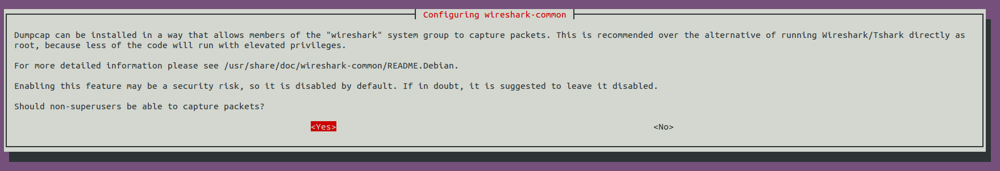 Configuring wireshark-common
Dumpcap can be installed in a way that allows members of the "wireshark" system group to capture packets. This is recommended over the alternative of running Wireshark/Tshark directly as
root, because less of the code will run with elevated privileges.
For more detailed information please see /usr/share/doc/wireshark-common/README.Debian.
Enabling this feature may be a security risk, so it is disabled by default. If in doubt, it is suggested to leave it disabled.
Should non-superusers be able to capture packets?
<Yes> <No>